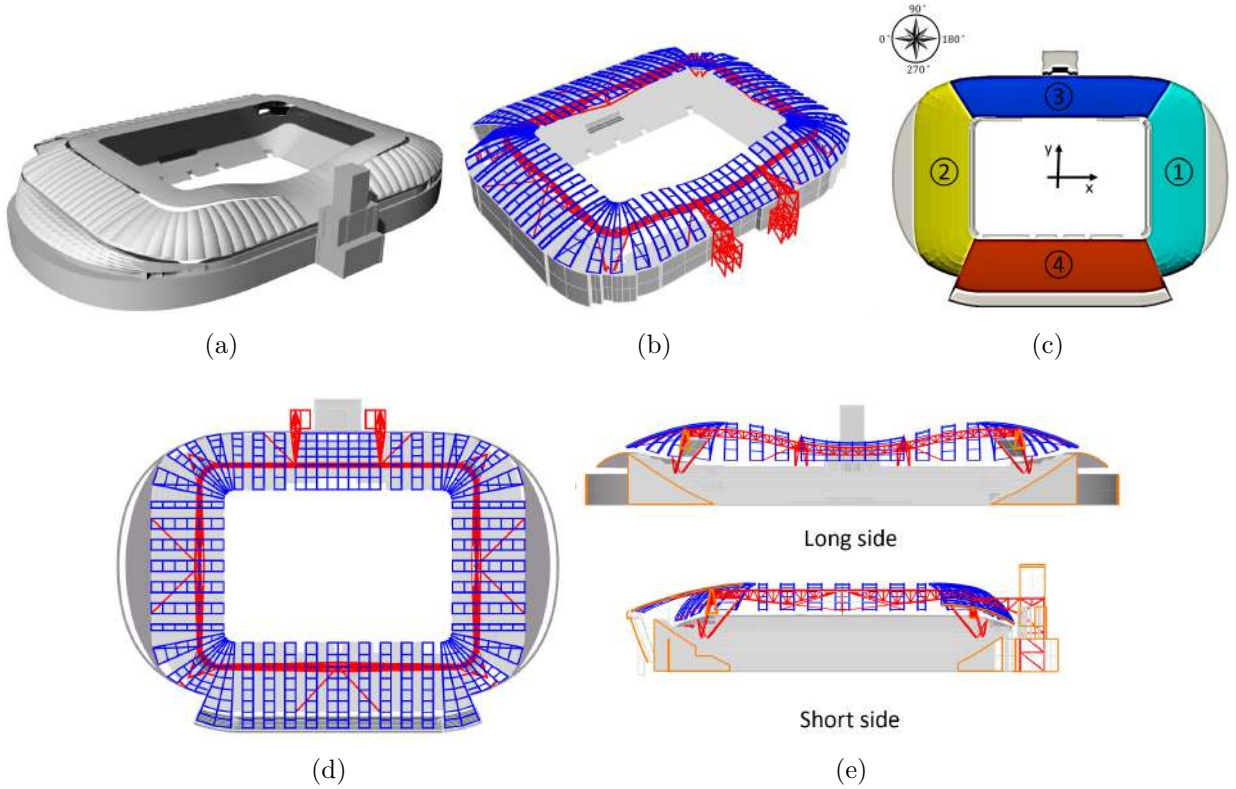 90°
0°
180°
270°
③
②
①
y
x
④
(a)
(b)
(c)
Long side
Short side
(d)
(e)